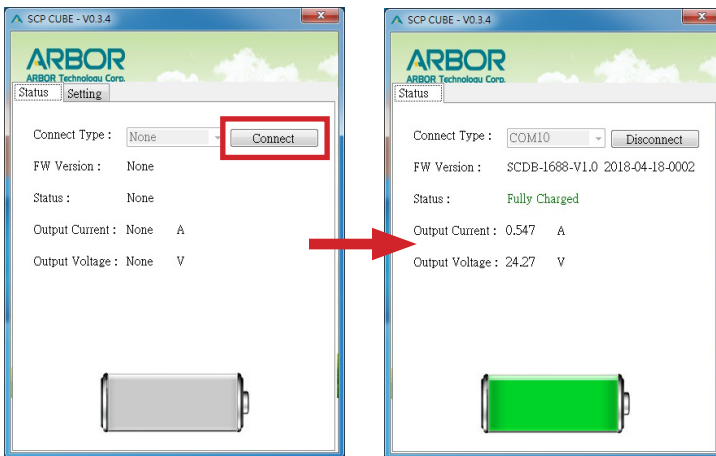 SCP CUBE - V0.3.4
ARBOR
ARBOR Technology Corp.
Status Setting
Connect Type : None Connect
FW Version : None
Status : None
Output Current : None A
Output Voltage : None V
SCP CUBE - V0.3.4
ARBOR
ARBOR Technology Corp.
Status
Connect Type : COM10 Disconnect
FW Version : SCDB-1688-V1.0 2018-04-18-0002
Status : Fully Charged
Output Current : 0.547 A
Output Voltage : 24.27 V